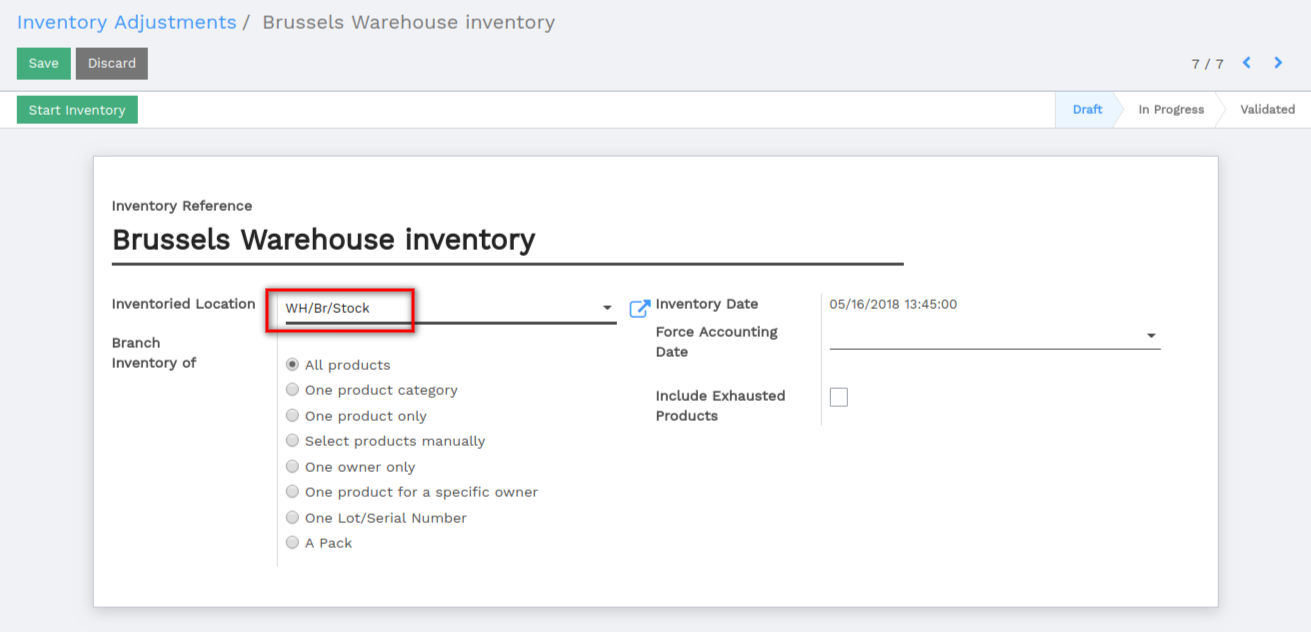 Inventory Adjustments / Brussels Warehouse inventory
Save Discard 7 / 7
Start Inventory Draft In Progress Validated
Inventory Reference
Brussels Warehouse inventory
Inventoried Location WH/Br/Stock Inventory Date 05/16/2018 13:45:00
Force Accounting
Date
Branch
Inventory of
All products
One product category
One product only
Select products manually
One owner only
One product for a specific owner
One Lot/Serial Number
A Pack
Include Exhausted
Products